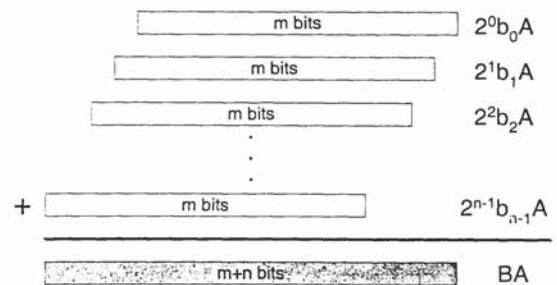 m bits 2⁰b₀A
m bits 2¹b₁A
m bits 2²b₂A
.
.
.
+ m bits 2ⁿ⁻¹bₙ₋₁A
m+n bits BA